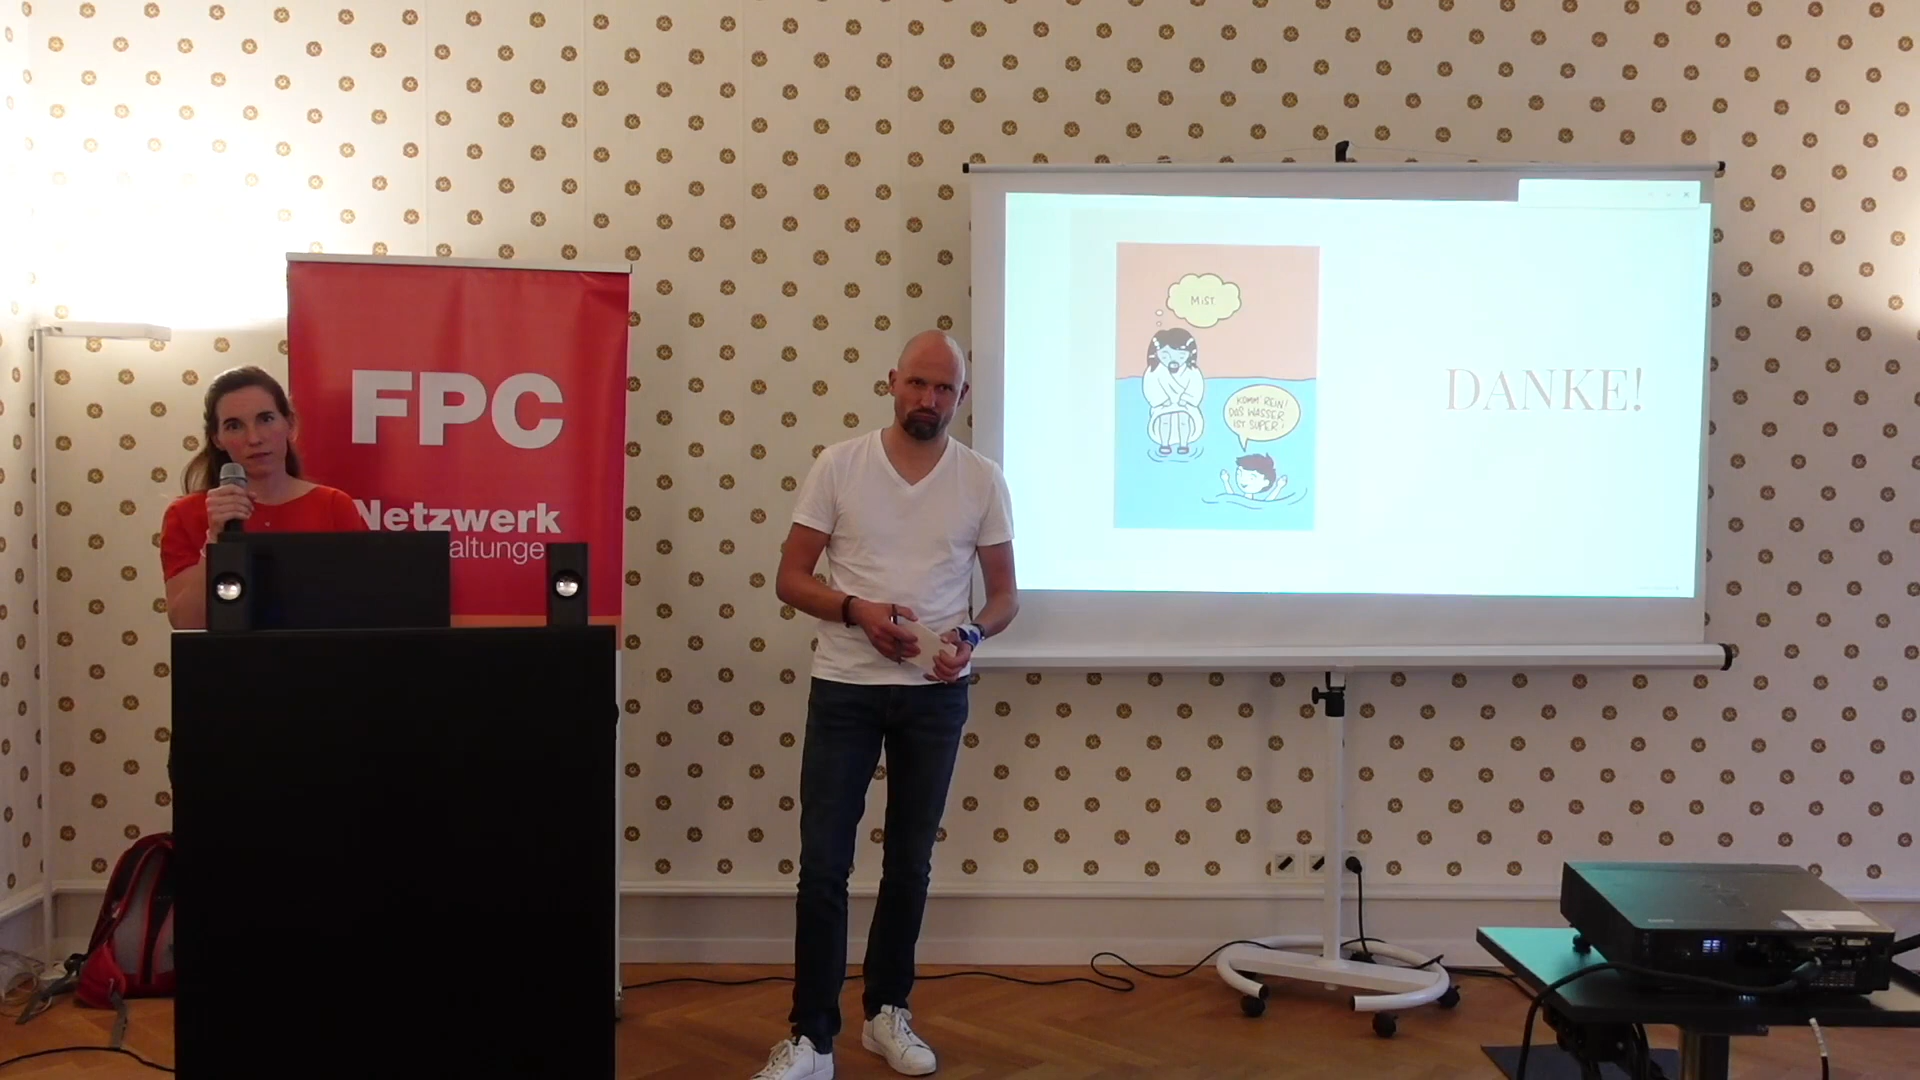 FPC
Netzwerk
altunge
MIST
KOMM' REIN!
DAS WASSER
IST SUPER!
DANKE!